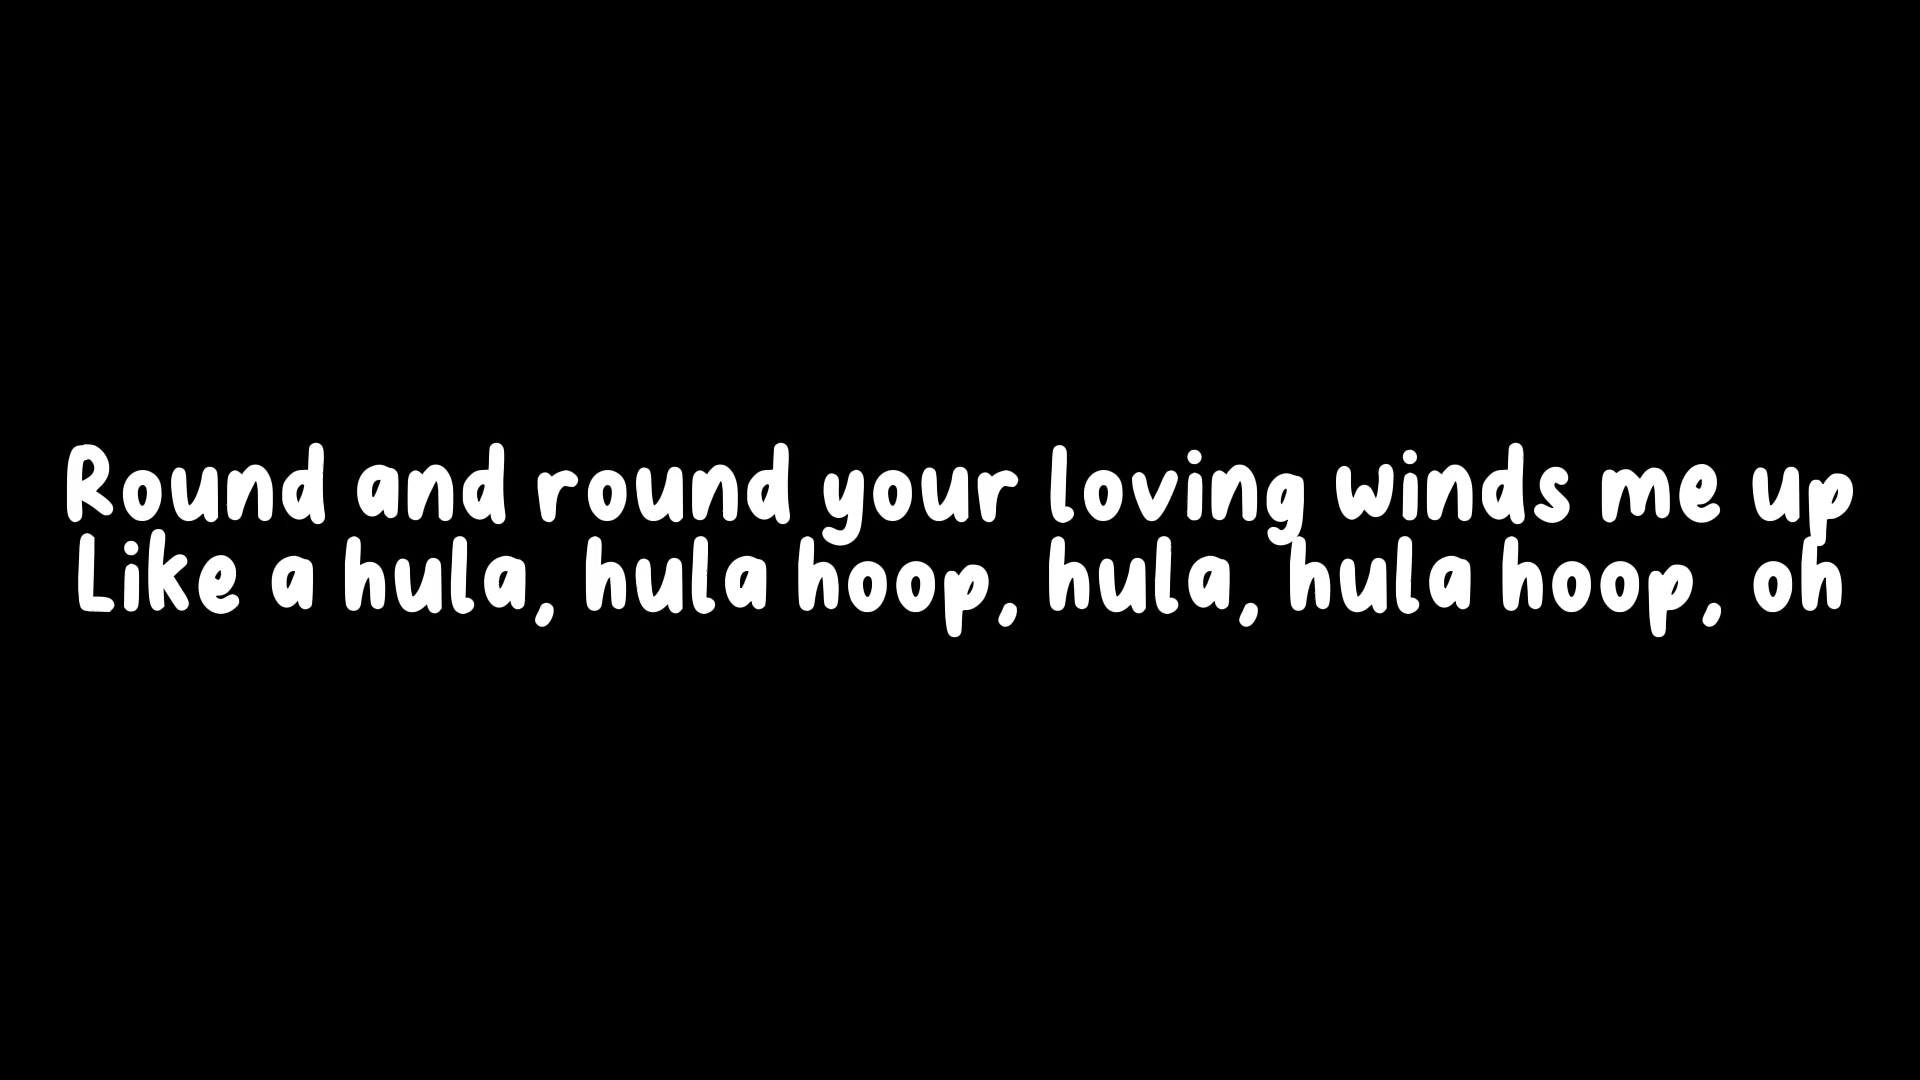 Round and round your loving winds me up
Like a hula, hula hoop, hula, hula hoop, oh